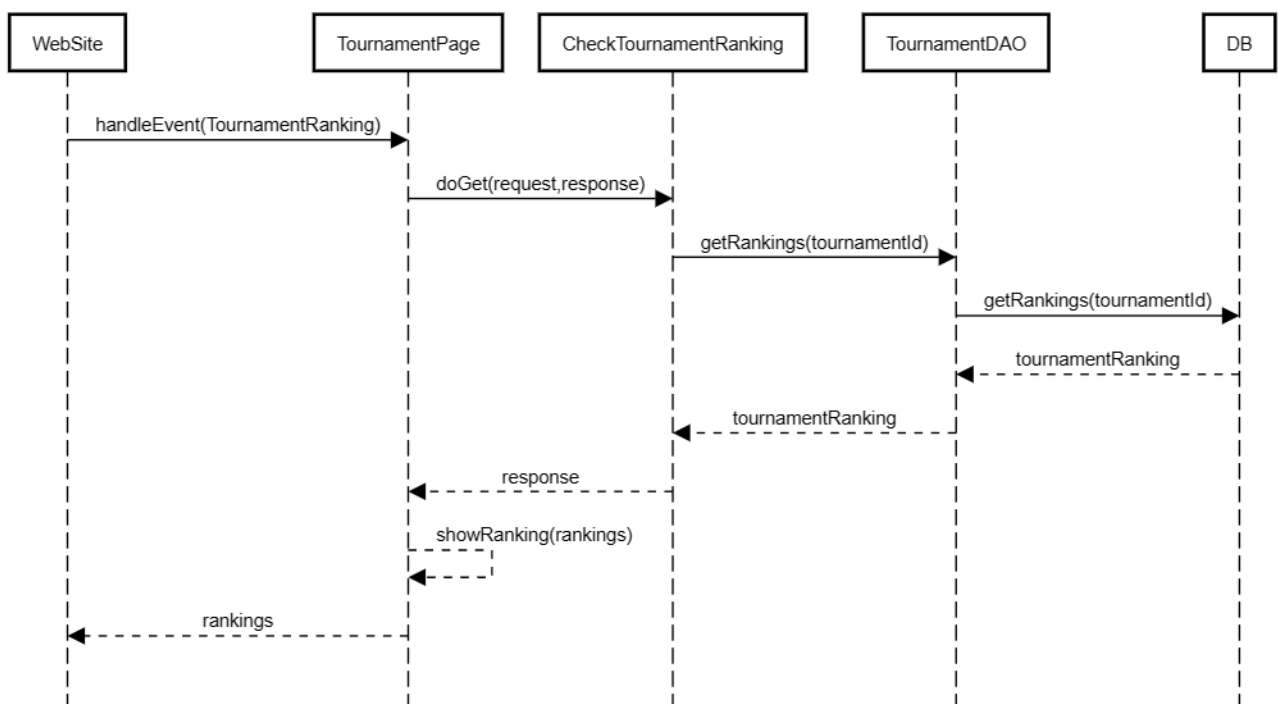 WebSite
TournamentPage
CheckTournamentRanking
TournamentDAO
DB
handleEvent(TournamentRanking)
doGet(request,response)
getRankings(tournamentId)
getRankings(tournamentId)
tournamentRanking
tournamentRanking
response
showRanking(rankings)
rankings